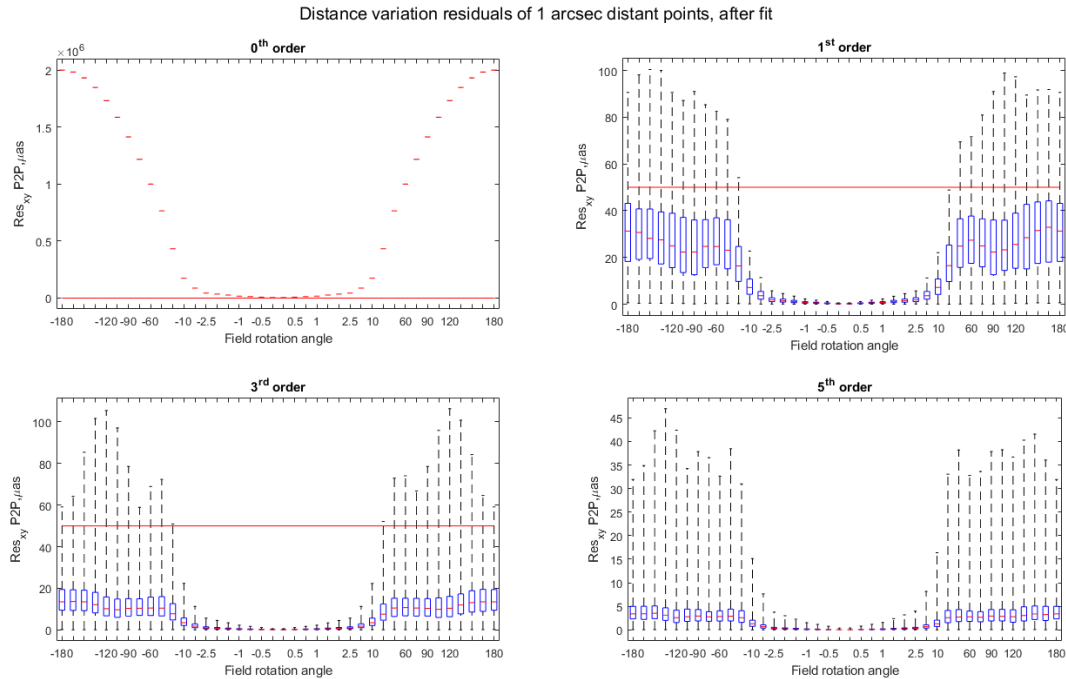 Distance variation residuals of 1 arcsec distant points, after fit
0th order
×10^6
2
1.5
1
0.5
0
Res_xy P2P,μas
-180 -120 -90 -60 -10 -2.5 -1 -0.5 0.5 1 2.5 10 60 90 120 180
Field rotation angle
1st order
100
80
60
40
20
0
Res_xy P2P,μas
-180 -120 -90 -60 -10 -2.5 -1 -0.5 0.5 1 2.5 10 60 90 120 180
Field rotation angle
3rd order
100
80
60
40
20
0
Res_xy P2P,μas
-180 -120 -90 -60 -10 -2.5 -1 -0.5 0.5 1 2.5 10 60 90 120 180
Field rotation angle
5th order
45
40
35
30
25
20
15
10
5
0
Res_xy P2P,μas
-180 -120 -90 -60 -10 -2.5 -1 -0.5 0.5 1 2.5 10 60 90 120 180
Field rotation angle